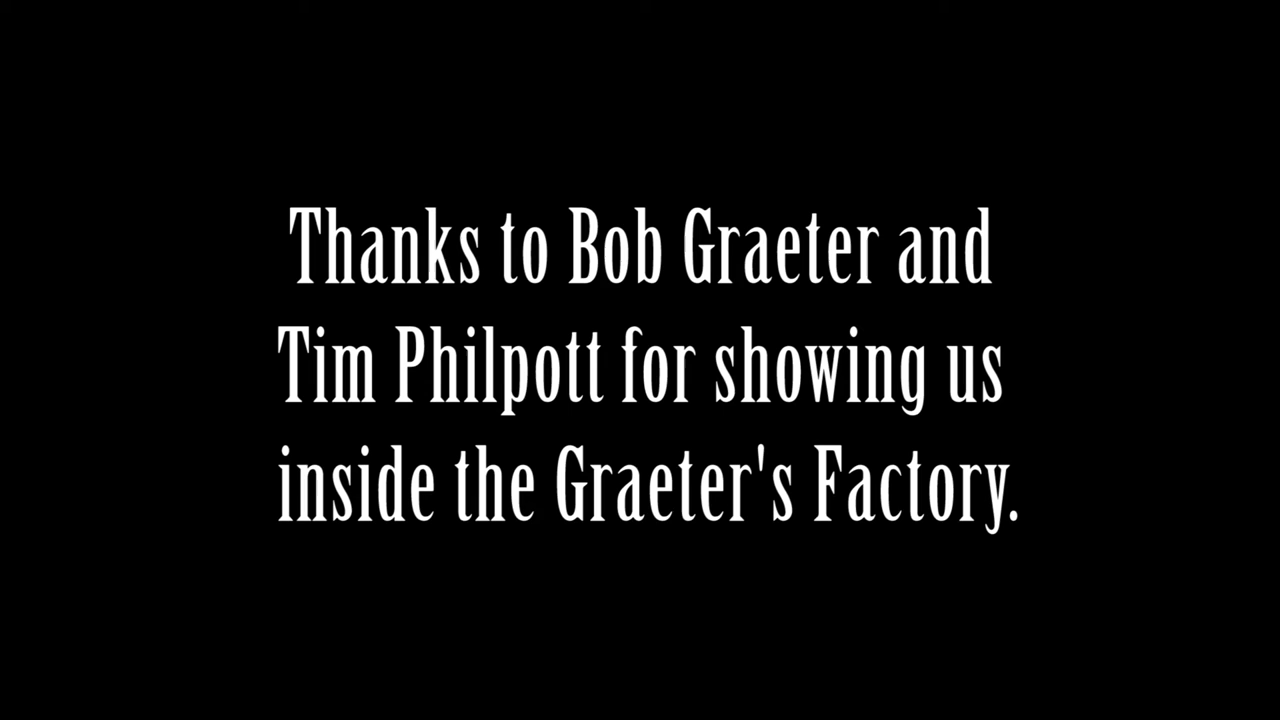 Thanks to Bob Graeter and
Tim Philpott for showing us
inside the Graeter's Factory.